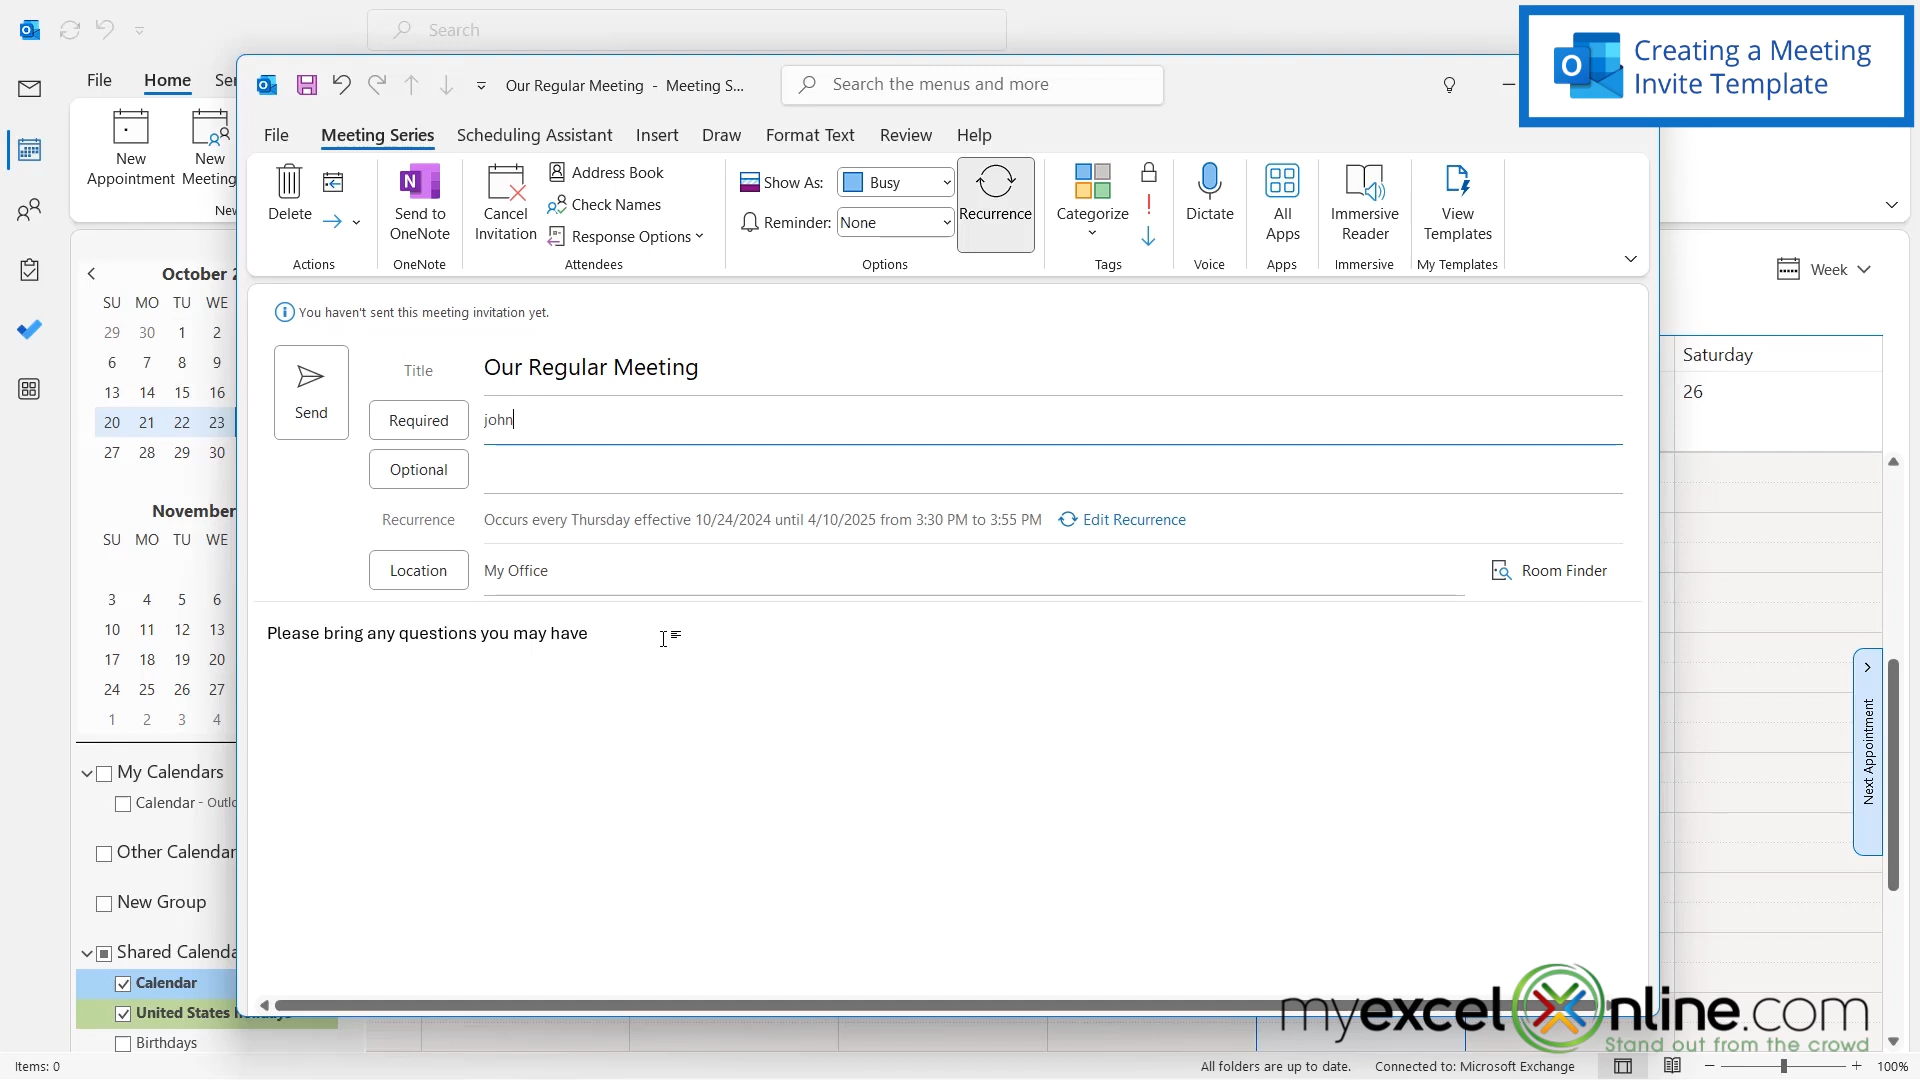 Search
Creating a Meeting
Invite Template
File
Home
Our Regular Meeting - Meeting S...
Search the menus and more
File
Meeting Series
Scheduling Assistant
Insert
Draw
Format Text
Review
Help
New
Appointment
New
Meeting
New
Delete
Actions
Send to
OneNote
OneNote
Cancel
Invitation
Address Book
Check Names
Response Options
Attendees
Show As:
Busy
Reminder:
None
Recurrence
Options
Categorize
Tags
Dictate
Voice
All
Apps
Apps
Immersive
Reader
Immersive
View
Templates
My Templates
Week
You haven't sent this meeting invitation yet.
Send
Title
Our Regular Meeting
Required
john
Optional
Recurrence
Occurs every Thursday effective 10/24/2024 until 4/10/2025 from 3:30 PM to 3:55 PM
Edit Recurrence
Location
My Office
Room Finder
Please bring any questions you may have
October 2
SU MO TU WE
29 30 1 2
6 7 8 9
13 14 15 16
20 21 22 23
27 28 29 30
November
SU MO TU WE
3 4 5 6
10 11 12 13
17 18 19 20
24 25 26 27
1 2 3 4
My Calendars
Calendar - Outlo
Other Calendar
New Group
Shared Calenda
Calendar
United States
Birthdays
Saturday
26
Next Appointment
myexcelonline.com
Stand out from the crowd
Items: 0
All folders are up to date.
Connected to: Microsoft Exchange
100%